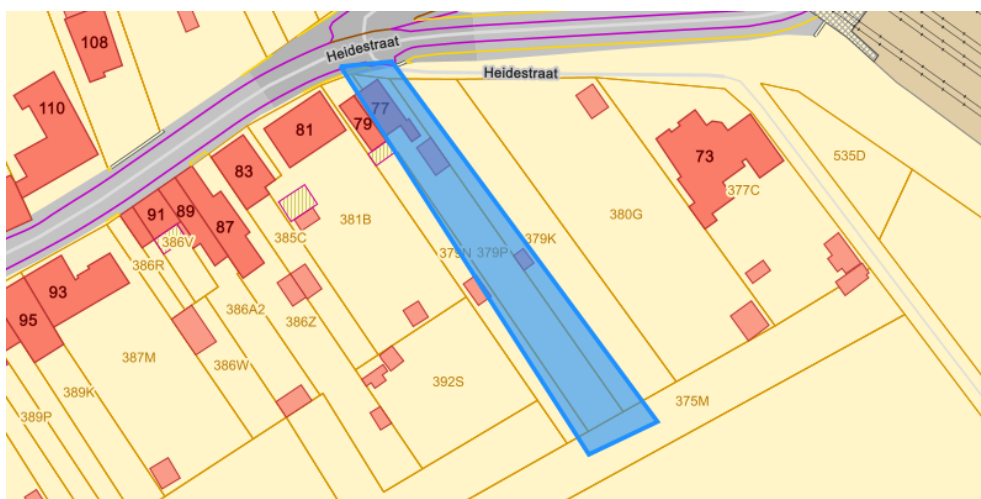 108
Heidestraat
Heidestraat
110
77
81
79
83
73
535D
377C
91
89
87
386V
385C
381B
380G
379K
379N
379P
386R
93
95
386A2
386Z
387M
386W
392S
389K
375M
389P